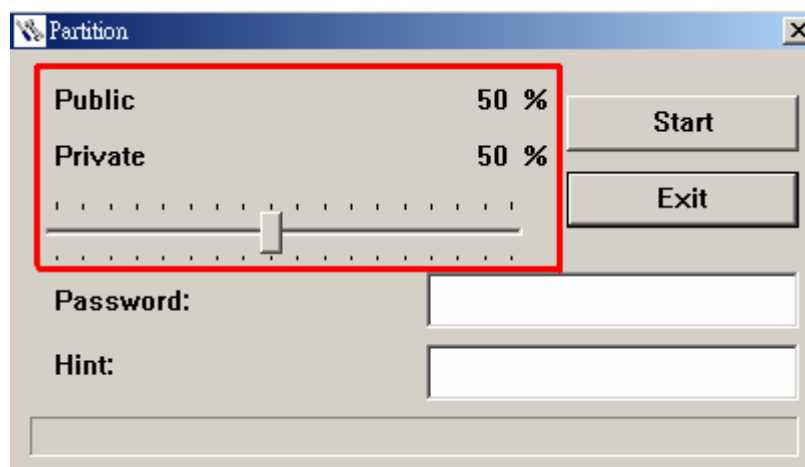 Partition
Public 50 %
Private 50 %
Start
Exit
Password:
Hint: